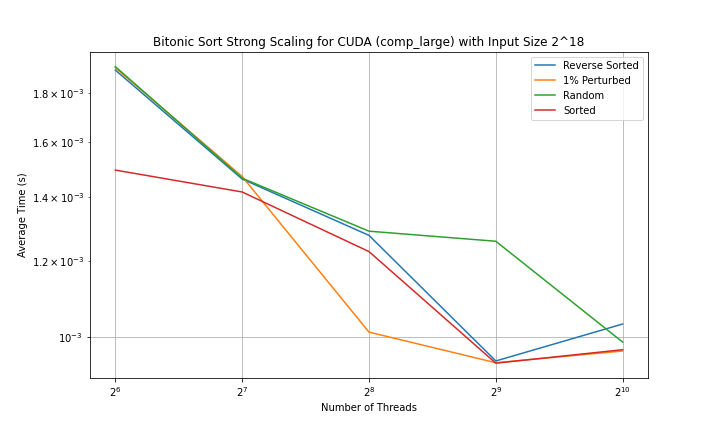 Bitonic Sort Strong Scaling for CUDA (comp_large) with Input Size 2^18
Reverse Sorted
1% Perturbed
Random
Sorted
Average Time (s)
1.8 × 10⁻³
1.6 × 10⁻³
1.4 × 10⁻³
1.2 × 10⁻³
10⁻³
2⁶ 2⁷ 2⁸ 2⁹ 2¹⁰
Number of Threads